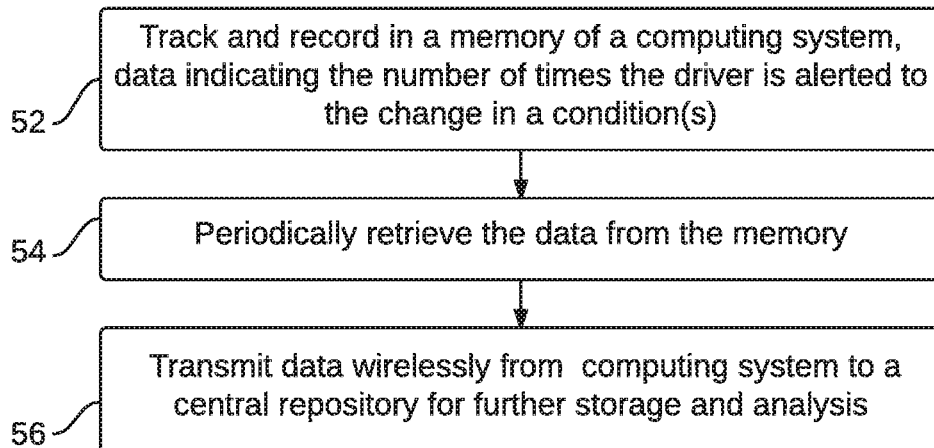 Track and record in a memory of a computing system,
data indicating the number of times the driver is alerted to
the change in a condition(s)
52
Periodically retrieve the data from the memory
54
Transmit data wirelessly from computing system to a
central repository for further storage and analysis
56